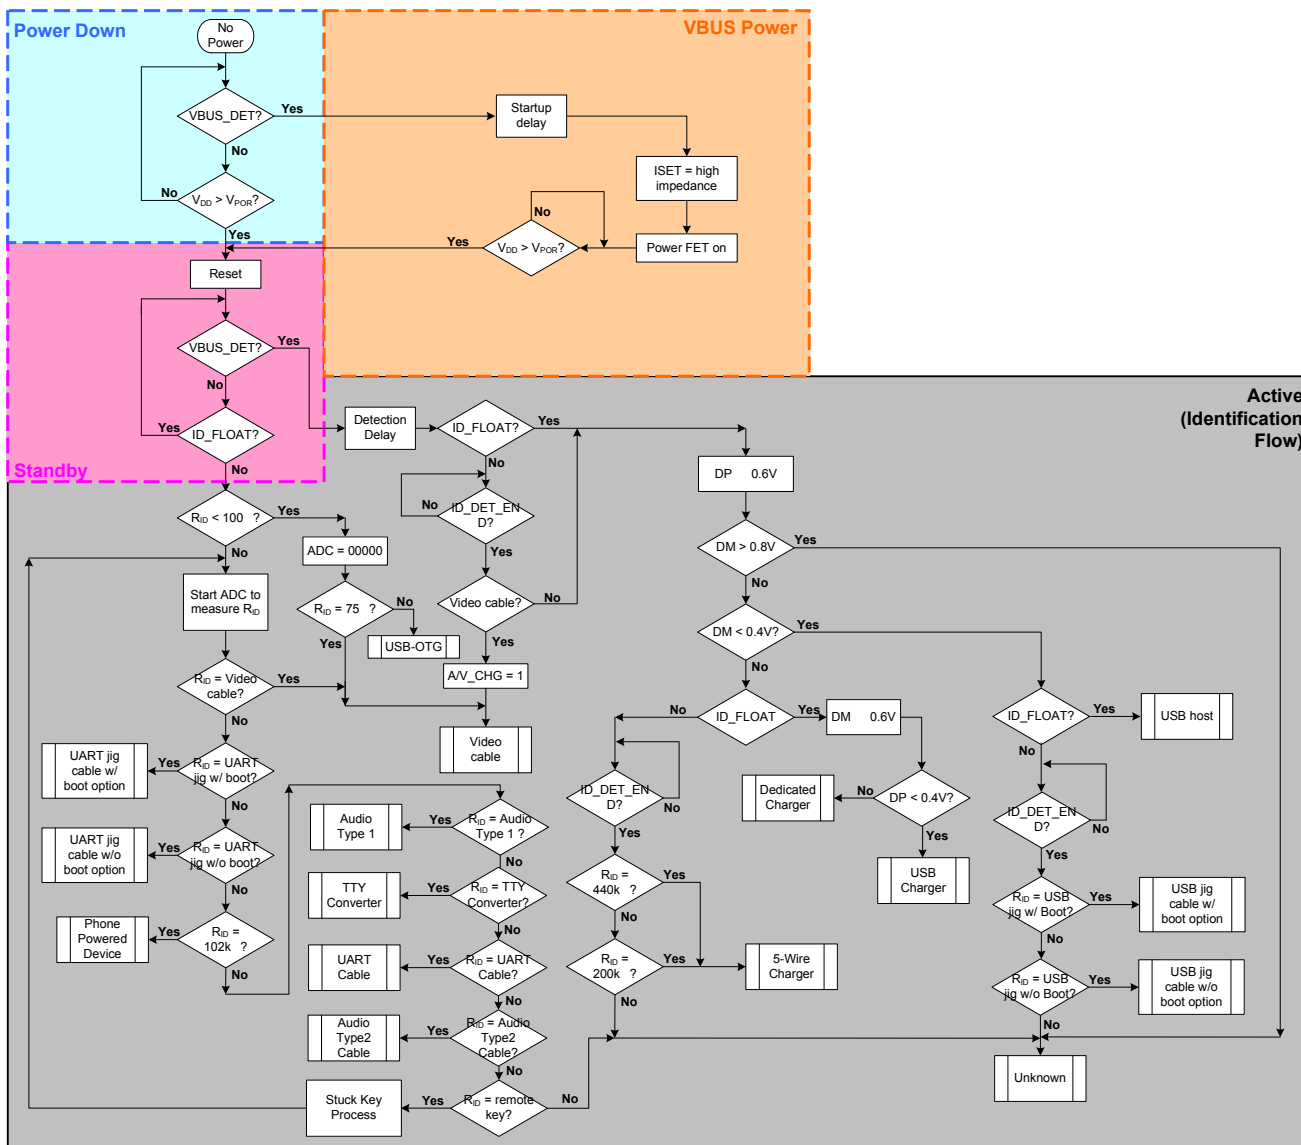 Power Down
No
Power
VBUS Power
VBUS_DET?
Yes
Startup
delay
No
ISET = high
impedance
No
VDD > VPOR?
Yes
No
VDD > VPOR?
Yes
Power FET on
Reset
VBUS_DET?
Yes
No
Yes
ID_FLOAT?
No
Standby
Active
(Identification
Flow)
Detection
Delay
ID_FLOAT?
Yes
No
DP 0.6V
No
ID_DET_EN
D?
Yes
RID < 100 ?
Yes
No
ADC = 00000
DM > 0.8V
Yes
No
Start ADC to
measure RID
RID = 75 ?
No
Yes
USB-OTG
Video cable?
No
Yes
DM < 0.4V?
Yes
No
A/V_CHG = 1
RID = Video
cable?
Yes
No
Video
cable
No
ID_FLOAT
Yes
DM 0.6V
ID_FLOAT?
Yes
USB host
No
UART jig
cable w/
boot option
Yes
RID = UART
jig w/ boot?
No
ID_DET_EN
D?
No
Yes
Dedicated
Charger
No
DP < 0.4V?
Yes
USB
Charger
ID_DET_EN
D?
No
Yes
UART jig
cable w/o
boot option
Yes
RID = UART
jig w/o boot?
No
Audio
Type 1
Yes
RID = Audio
Type 1 ?
No
RID =
440k ?
Yes
No
RID = USB
jig w/ Boot?
Yes
USB jig
cable w/
boot option
No
Phone
Powered
Device
Yes
RID =
102k ?
No
TTY
Converter
Yes
RID = TTY
Converter?
No
UART
Cable
Yes
RID = UART
Cable?
No
RID =
200k ?
Yes
No
5-Wire
Charger
RID = USB
jig w/o Boot?
Yes
USB jig
cable w/o
boot option
No
Audio
Type2
Cable
Yes
RID = Audio
Type2
Cable?
No
Unknown
Stuck Key
Process
Yes
RID = remote
key?
No